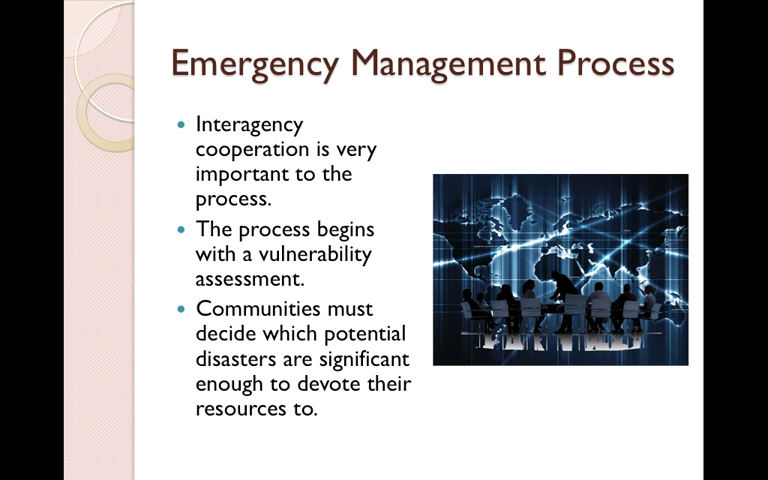 Emergency Management Process
• Interagency
cooperation is very
important to the
process.
• The process begins
with a vulnerability
assessment.
• Communities must
decide which potential
disasters are significant
enough to devote their
resources to.